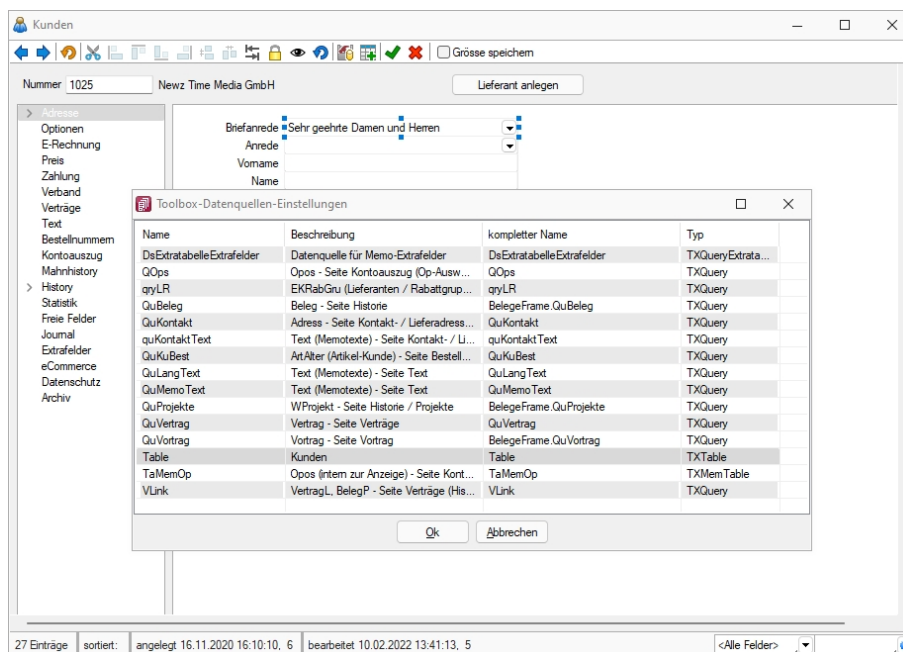 Kunden
Grösse speichern
Nummer 1025 Newz Time Media GmbH Lieferant anlegen
Adresse
Optionen
E-Rechnung
Preis
Zahlung
Verband
Verträge
Text
Bestellnummern
Kontoauszug
Mahnhistory
History
Statistik
Freie Felder
Journal
Extrafelder
eCommerce
Datenschutz
Archiv
Briefanrede Sehr geehrte Damen und Herren
Anrede
Vorname
Name
Toolbox-Datenquellen-Einstellungen
Name Beschreibung kompletter Name Typ
DsExtratabelleExtrafelder Datenquelle für Memo-Extrafelder DsExtratabelleExtrafelder TXQueryExtrata...
QOps Opos - Seite Kontoauszug (Op-Ausw... QOps TXQuery
qryLR EKRabGru (Lieferanten / Rabattgrup... qryLR TXQuery
QuBeleg Beleg - Seite Historie BelegeFrame.QuBeleg TXQuery
QuKontakt Adress - Seite Kontakt- / Lieferadress... QuKontakt TXQuery
quKontaktText Text (Memotexte) - Seite Kontakt- / Li... quKontaktText TXQuery
QuKuBest ArtAlter (Artikel-Kunde) - Seite Bestell... QuKuBest TXQuery
QuLangText Text (Memotexte) - Seite Text QuLangText TXQuery
QuMemoText Text (Memotexte) - Seite Text QuMemoText TXQuery
QuProjekte WProjekt - Seite Historie / Projekte BelegeFrame.QuProjekte TXQuery
QuVertrag Vertrag - Seite Verträge QuVertrag TXQuery
QuVortrag Vortrag - Seite Vortrag BelegeFrame.QuVortrag TXQuery
Table Kunden Table TXTable
TaMemOp Opos (intern zur Anzeige) - Seite Kont... TaMemOp TXMemTable
VLink VertragL, BelegP - Seite Verträge (His... VLink TXQuery
Ok Abbrechen
27 Einträge sortiert: angelegt 16.11.2020 16:10:10, 6 bearbeitet 10.02.2022 13:41:13, 5 <Alle Felder>